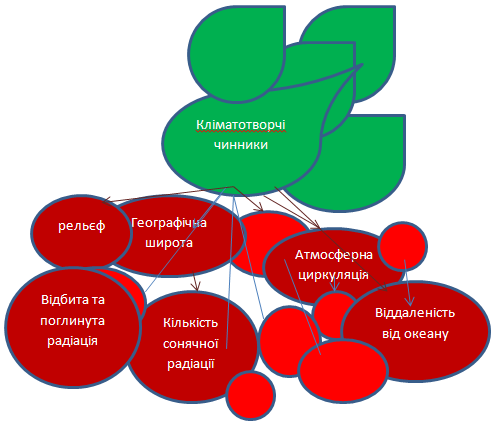 Кліматотворчі
чинники
рельєф
Географічна
широта
Атмосферна
циркуляція
Відбита та
поглинута
радіація
Кількість
сонячної
радіації
Віддаленість
від океану